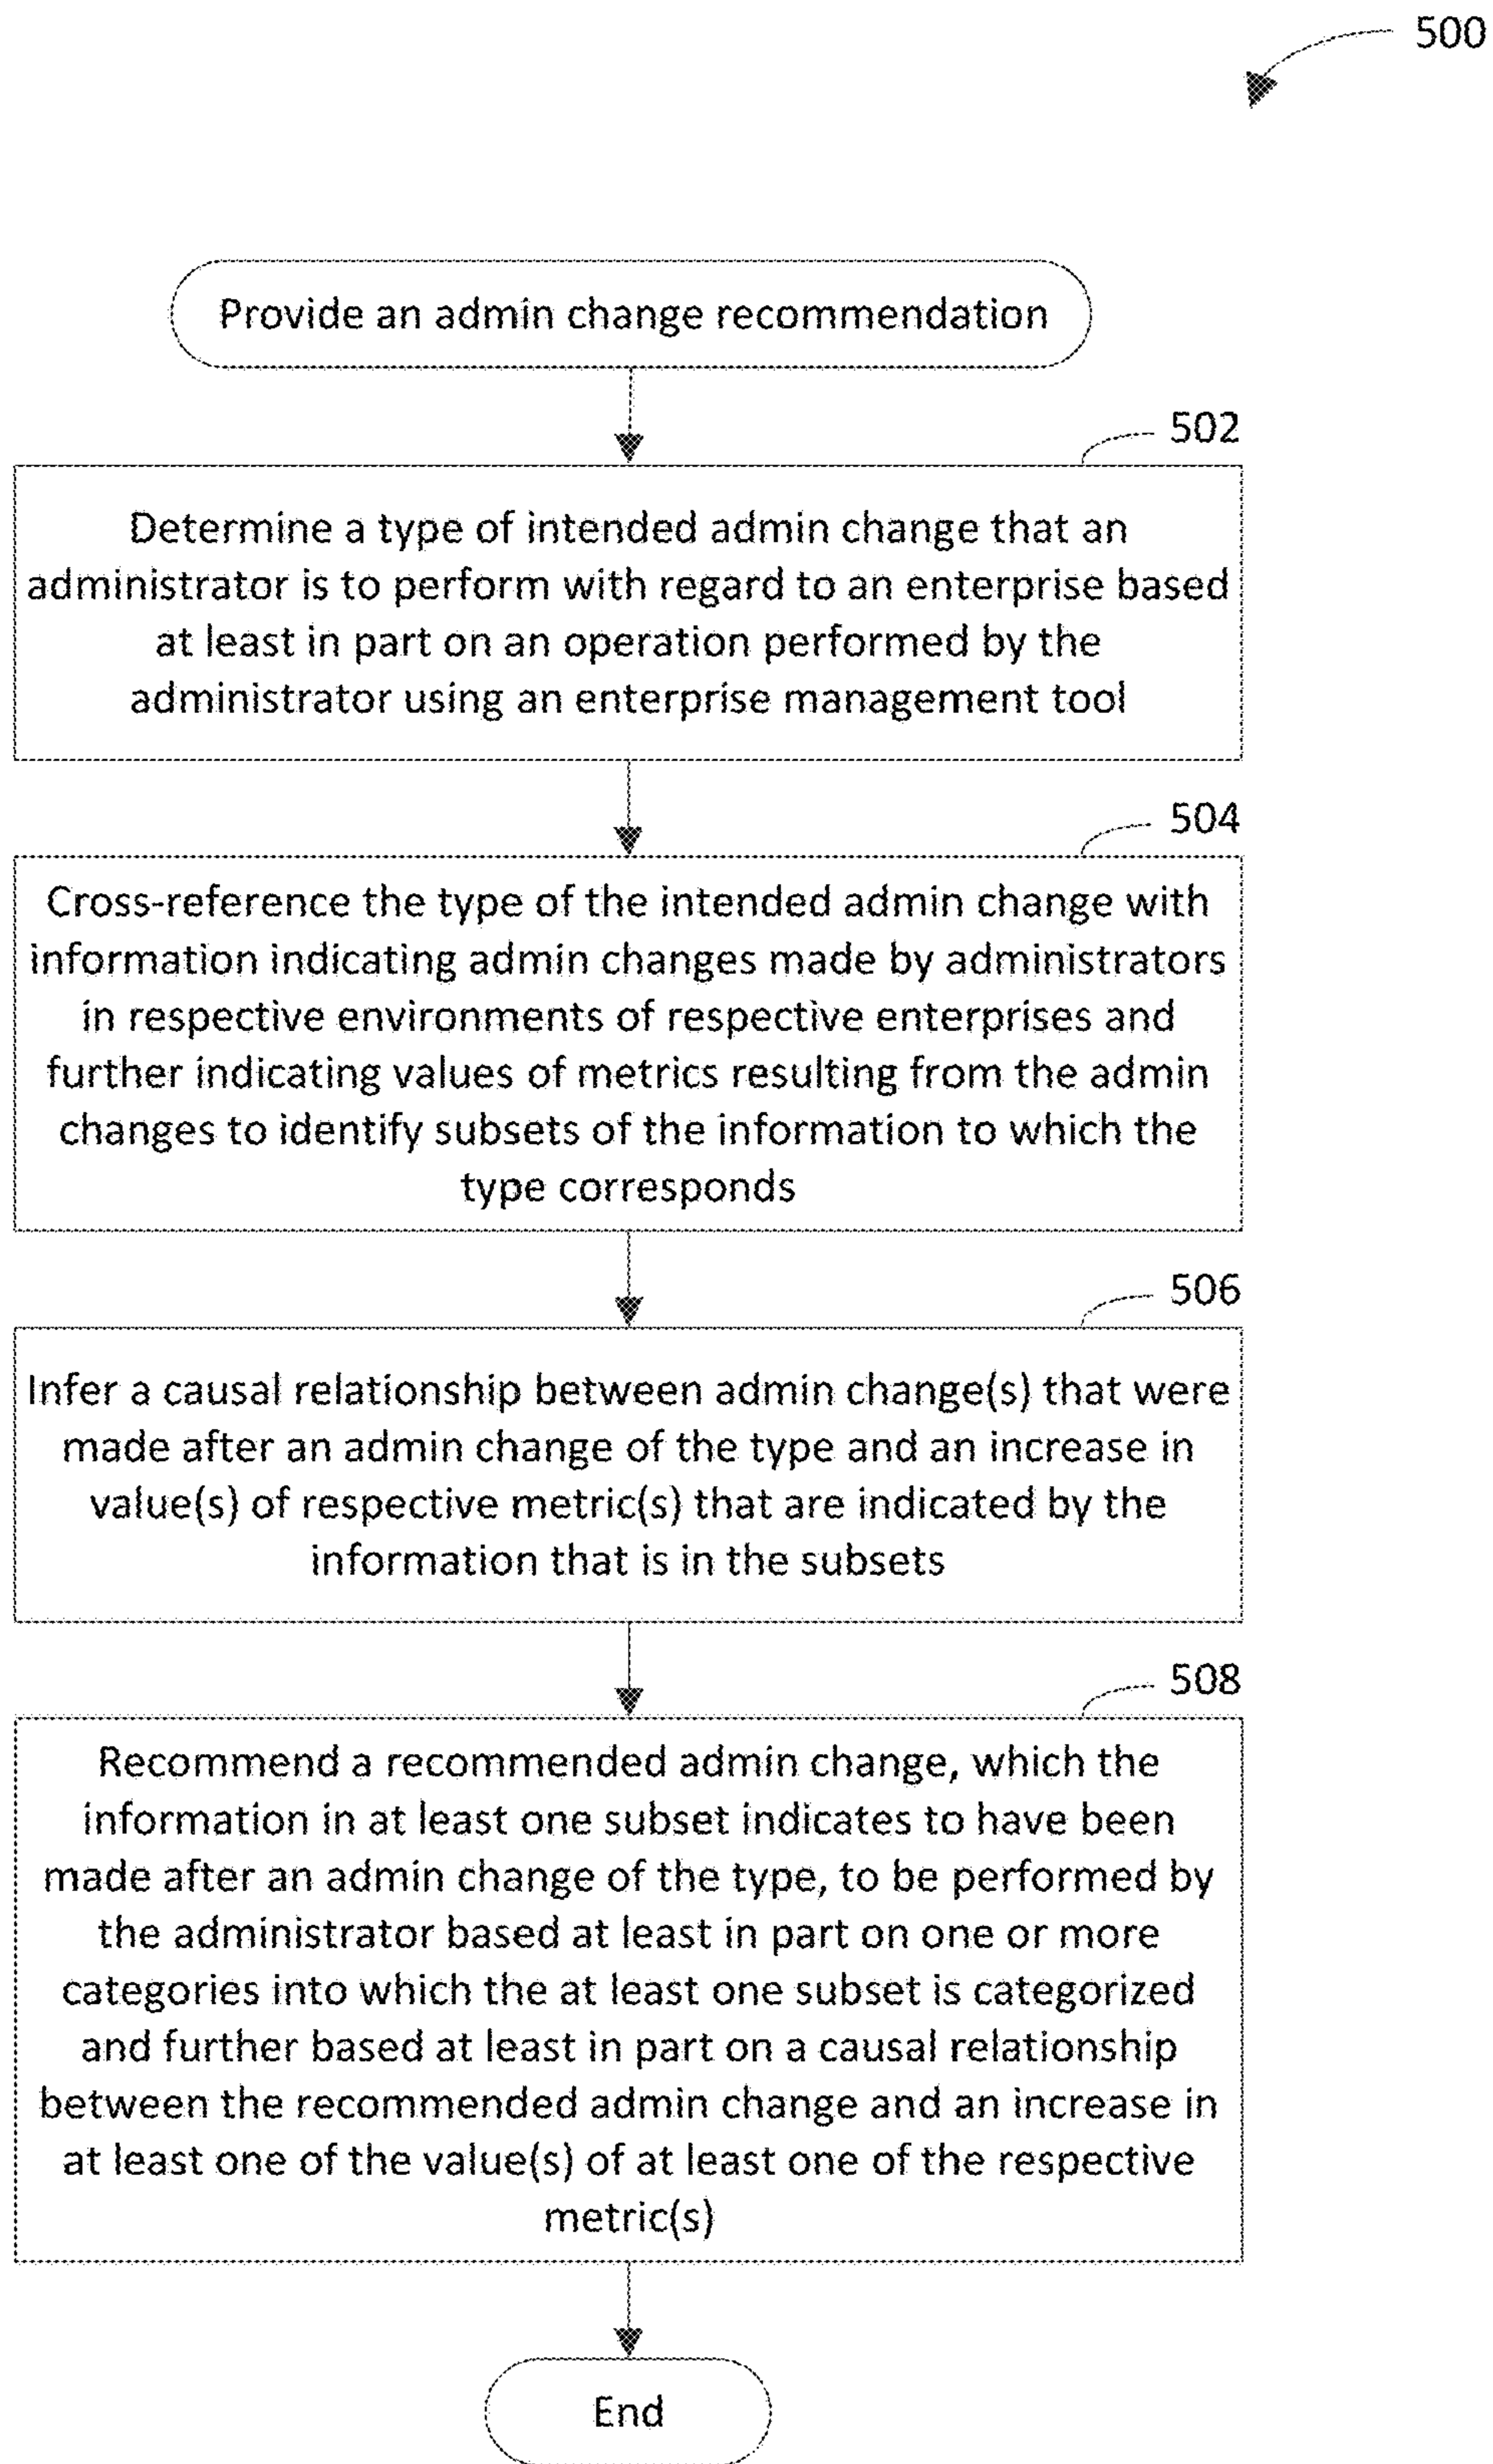 500
Provide an admin change recommendation
502
Determine a type of intended admin change that an
administrator is to perform with regard to an enterprise based
at least in part on an operation performed by the
administrator using an enterprise management tool
504
Cross-reference the type of the intended admin change with
information indicating admin changes made by administrators
in respective environments of respective enterprises and
further indicating values of metrics resulting from the admin
changes to identify subsets of the information to which the
type corresponds
506
Infer a causal relationship between admin change(s) that were
made after an admin change of the type and an increase in
value(s) of respective metric(s) that are indicated by the
information that is in the subsets
508
Recommend a recommended admin change, which the
information in at least one subset indicates to have been
made after an admin change of the type, to be performed by
the administrator based at least in part on one or more
categories into which the at least one subset is categorized
and further based at least in part on a causal relationship
between the recommended admin change and an increase in
at least one of the value(s) of at least one of the respective
metric(s)
End